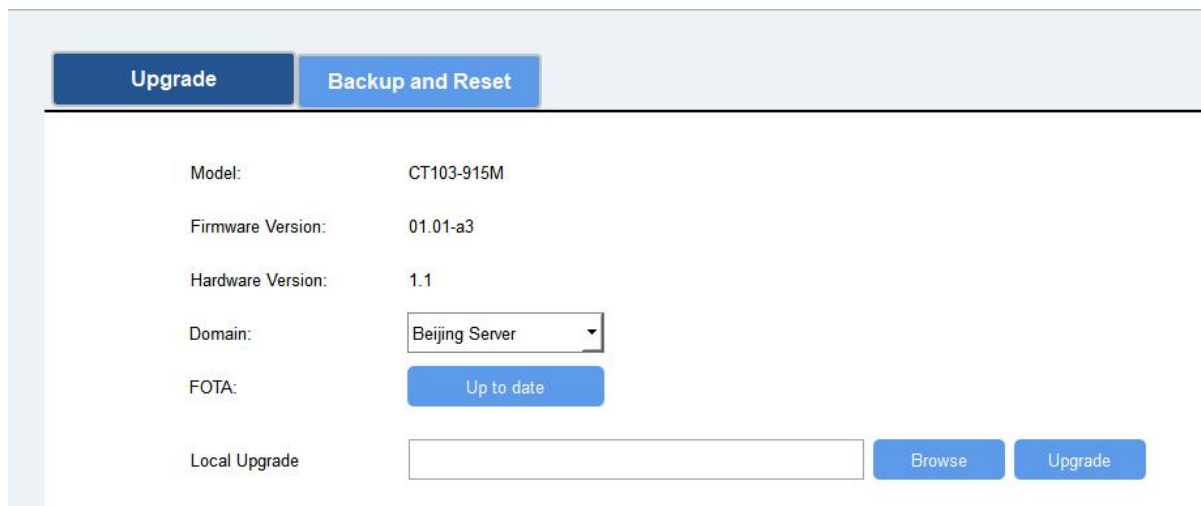 Upgrade Backup and Reset
Model: CT103-915M
Firmware Version: 01.01-a3
Hardware Version: 1.1
Domain: Beijing Server
FOTA: Up to date
Local Upgrade Browse Upgrade